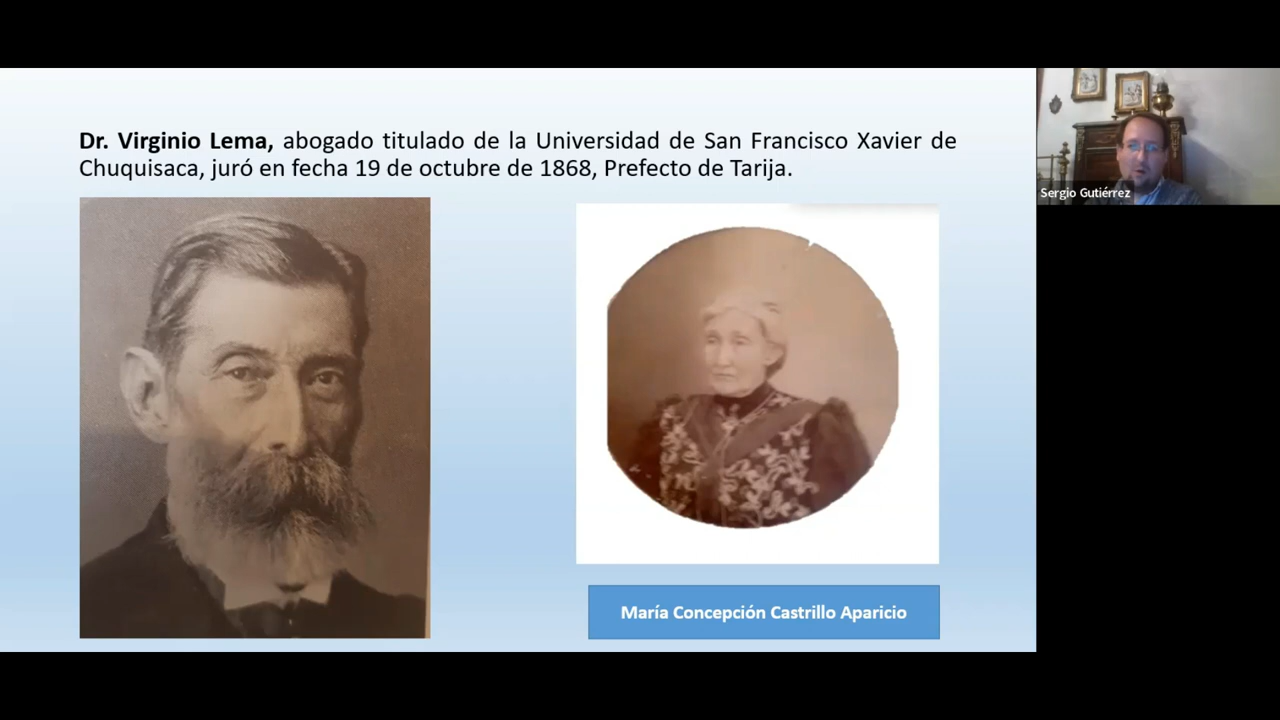 Dr. Virginio Lema, abogado titulado de la Universidad de San Francisco Xavier de
Chuquisaca, juró en fecha 19 de octubre de 1868, Prefecto de Tarija.
Sergio Gutiérrez
María Concepción Castrillo Aparicio